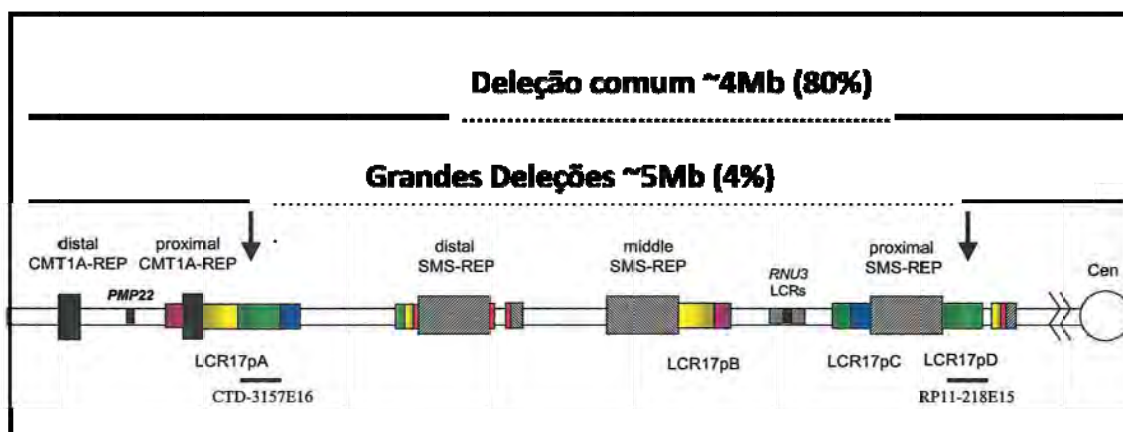 Deleção comum ~4Mb (80%)
Grandes Deleções ~5Mb (4%)
distal
CMT1A-REP
proximal
CMT1A-REP
distal
SMS-REP
middle
SMS-REP
RNU3
LCRs
proximal
SMS-REP
Cen
PMP22
LCR17pA
LCR17pB
LCR17pC
LCR17pD
CTD-3157E16
RP11-218E15